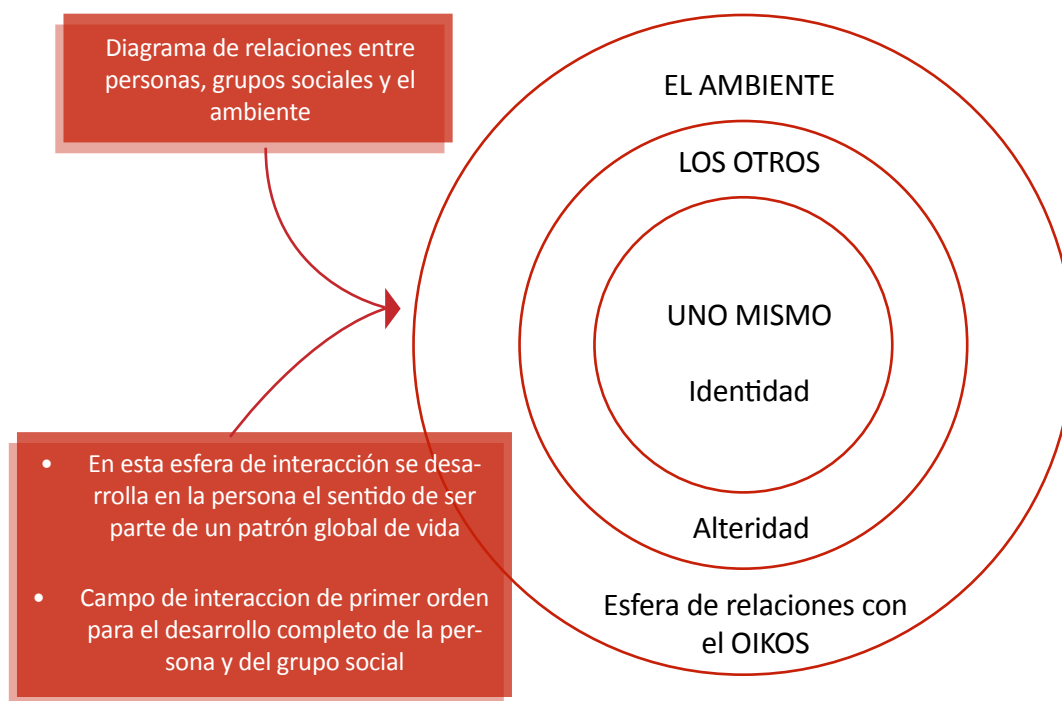 Diagrama de relaciones entre
personas, grupos sociales y el
ambiente
EL AMBIENTE
LOS OTROS
UNO MISMO
Identidad
Alteridad
Esfera de relaciones con
el OIKOS
• En esta esfera de interacción se desa-
rrolla en la persona el sentido de ser
parte de un patrón global de vida
• Campo de interaccion de primer orden
para el desarrollo completo de la per-
sona y del grupo social